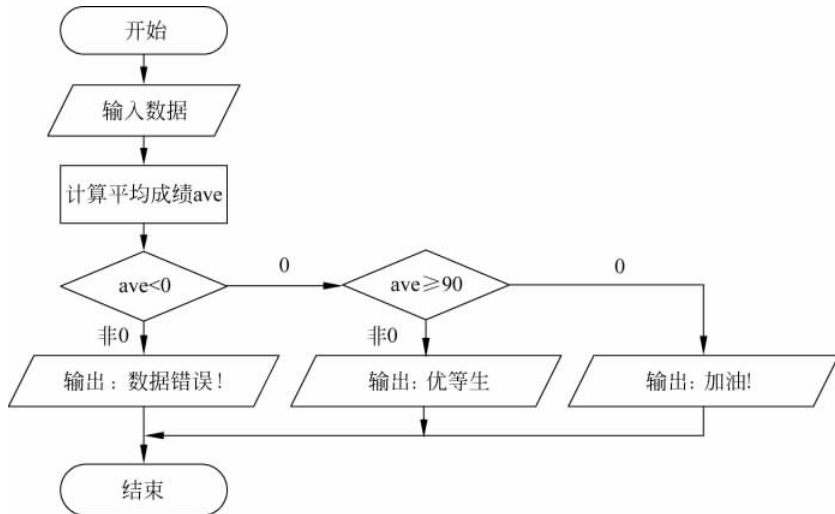 开始
输入数据
计算平均成绩ave
ave<0
0
ave≥90
0
非0
非0
输出：数据错误！
输出：优等生
输出：加油!
结束